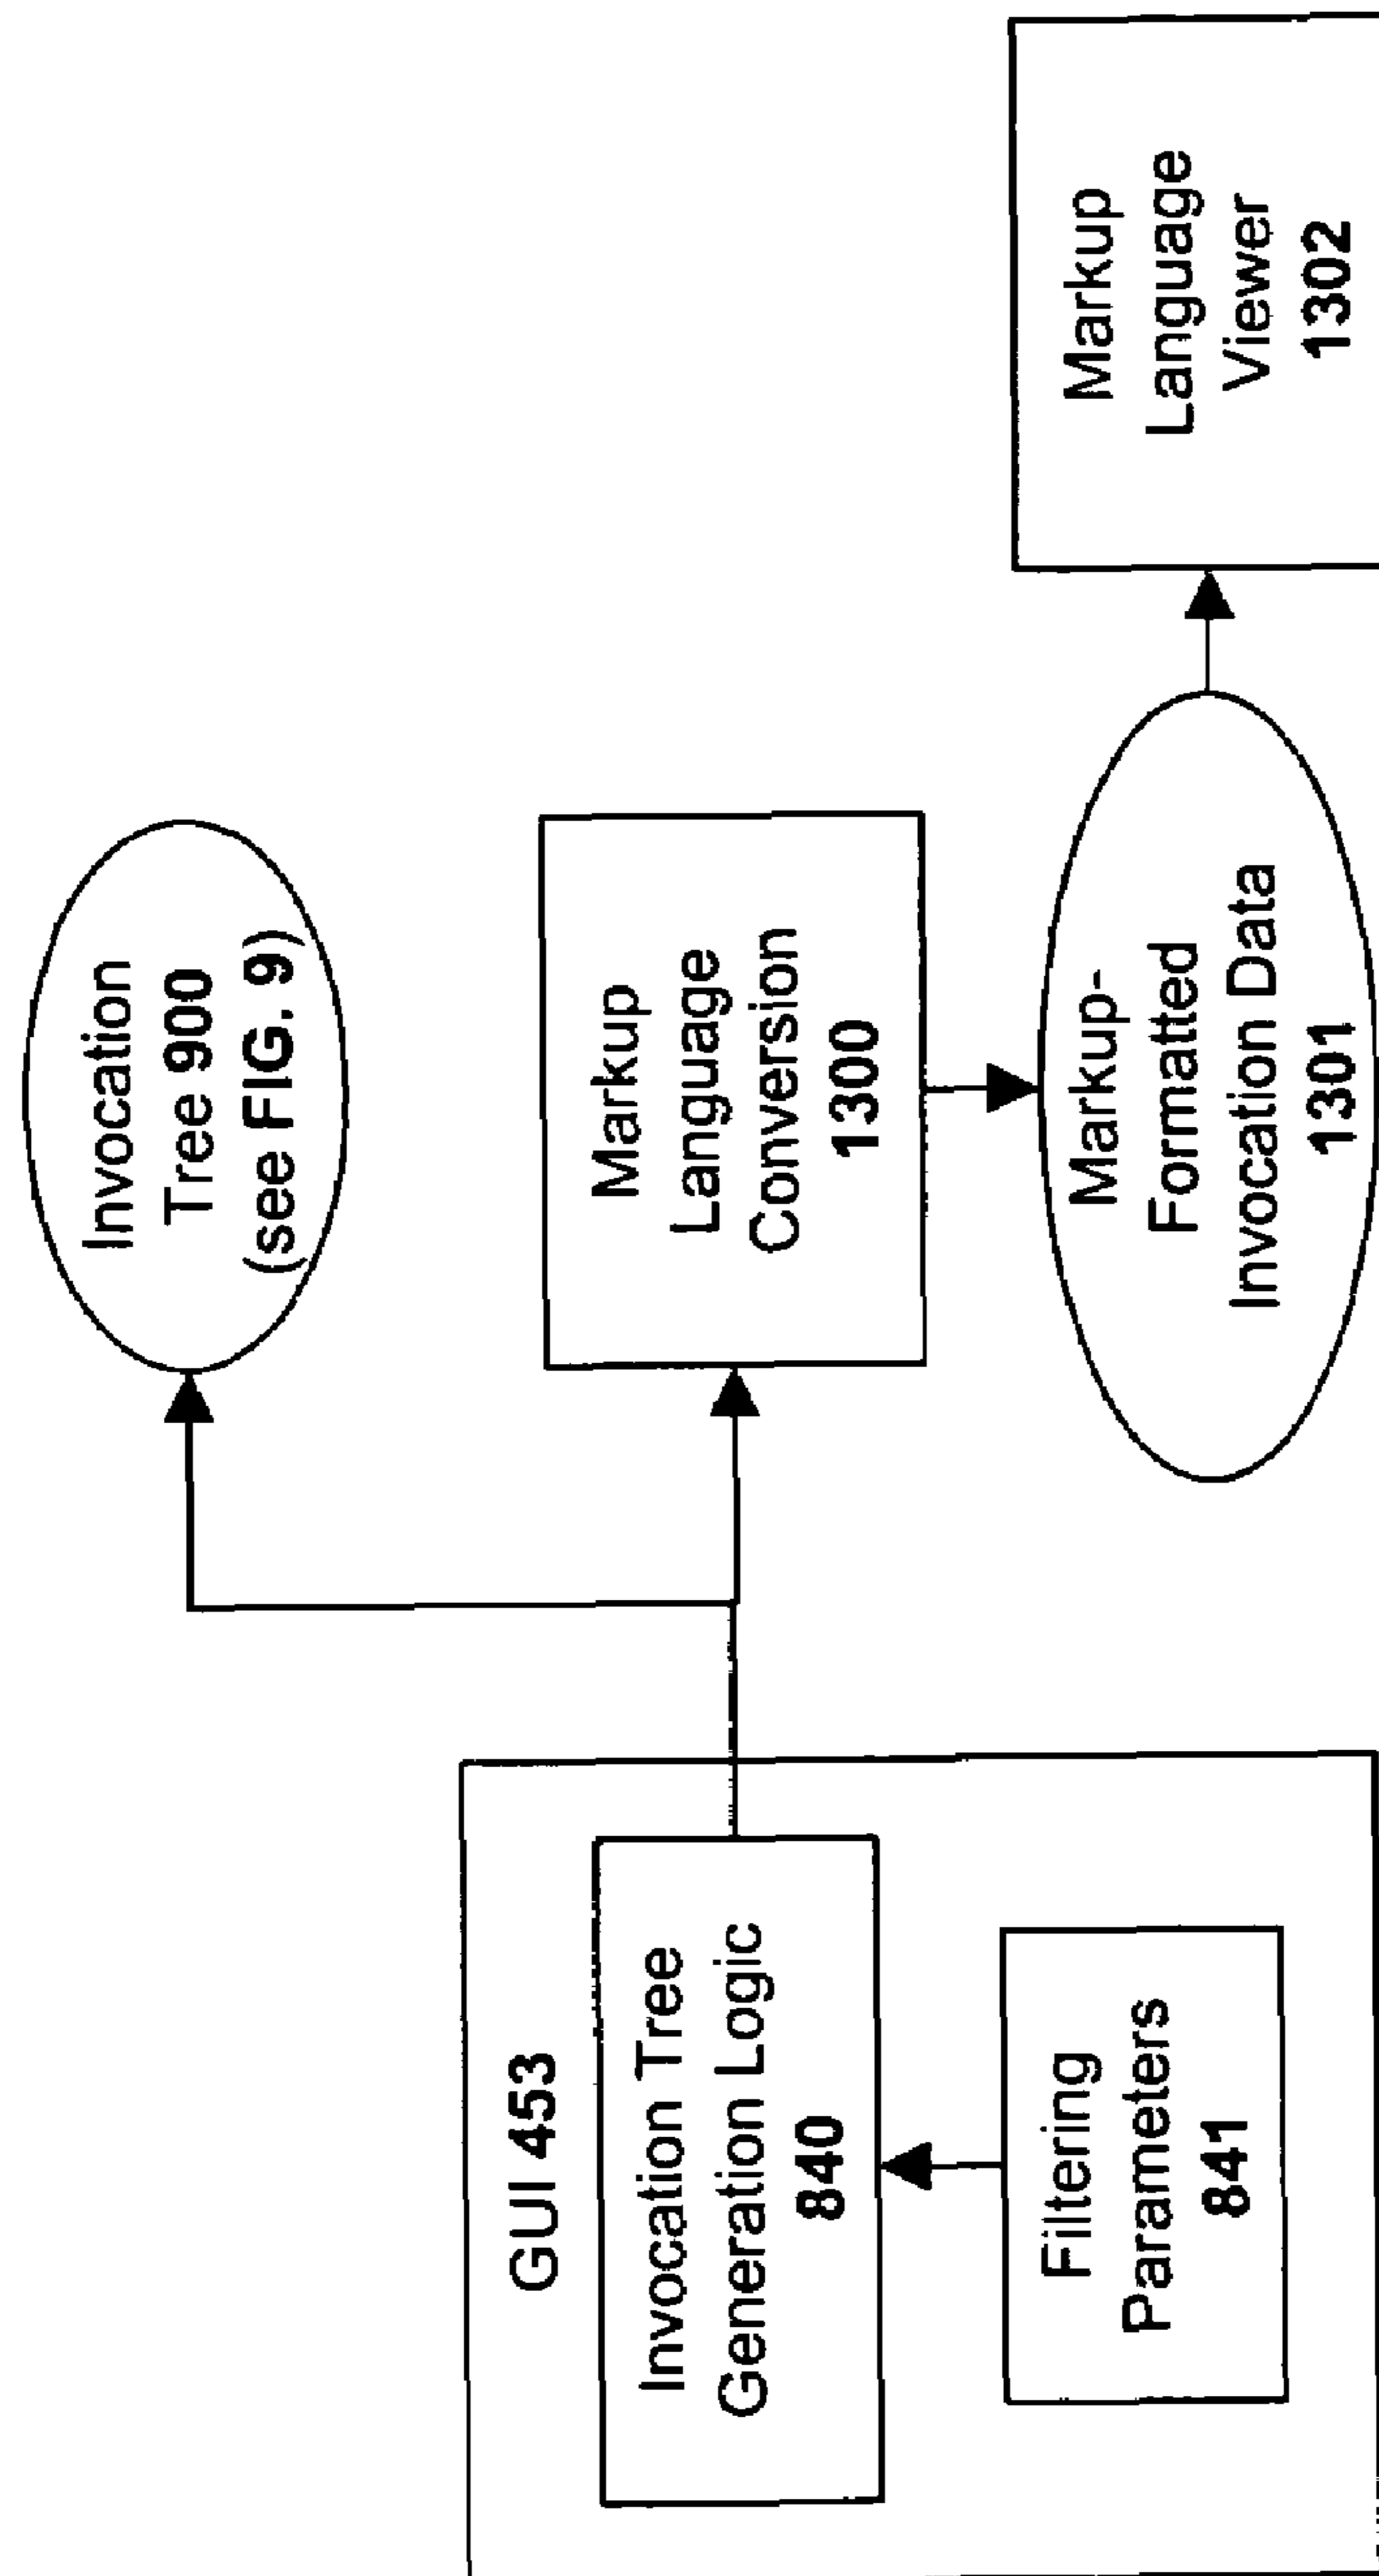 GUI 453
Invocation Tree
Generation Logic
840
Filtering
Parameters
841
Invocation
Tree 900
(see FIG. 9)
Markup
Language
Conversion
1300
Markup-
Formatted
Invocation Data
1301
Markup
Language
Viewer
1302